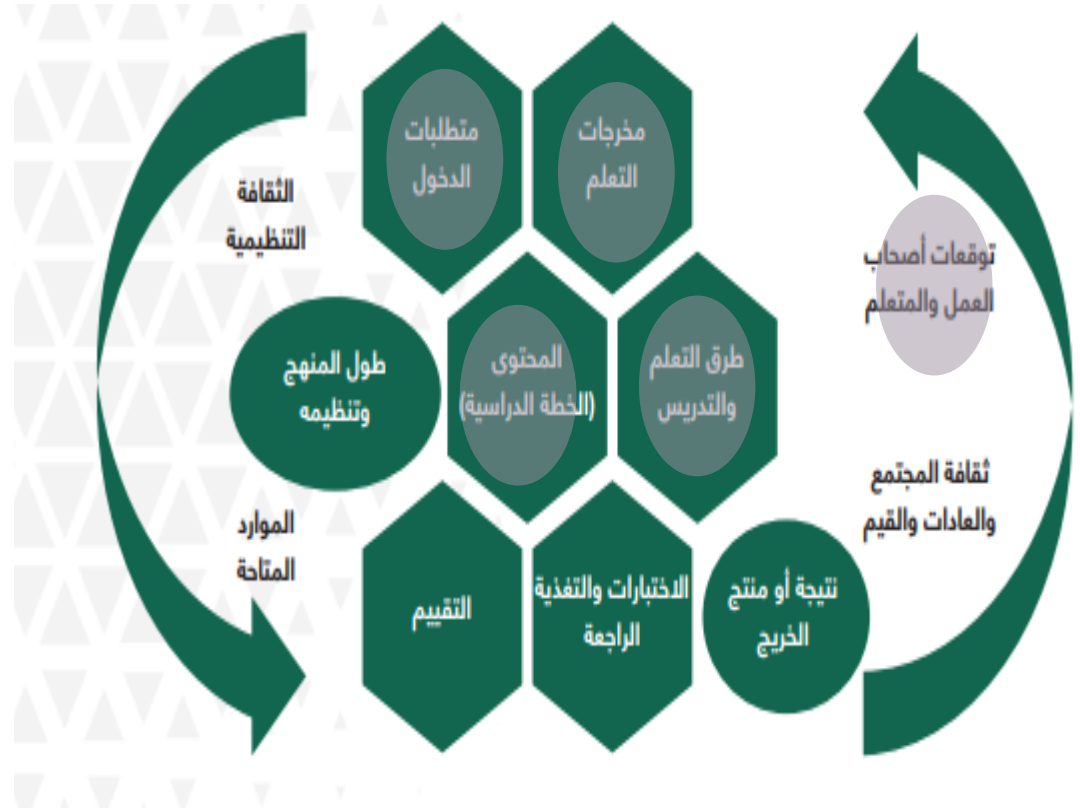 مخرجات
التعلم
متطلبات
الدخول
توقعات أصحاب
العمل والمتعلم
الثقافة
التنظيمية
طرق التعلم
والتدريس
المحتوى
(الخطة الدراسية)
طول المنهج
وتنظيمه
ثقافة المجتمع
والعادات والقيم
الموارد
المتاحة
نتيجة أو منتج
الخريج
الاختبارات والتغذية
الراجعة
التقييم